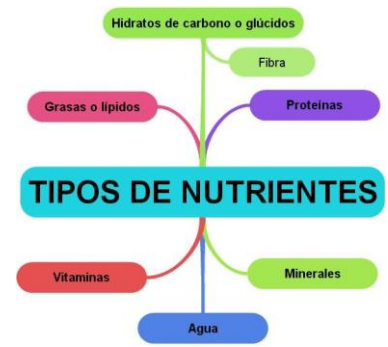 Hidratos de carbono o glúcidos
Fibra
Grasas o lípidos
Proteínas
TIPOS DE NUTRIENTES
Vitaminas
Minerales
Agua